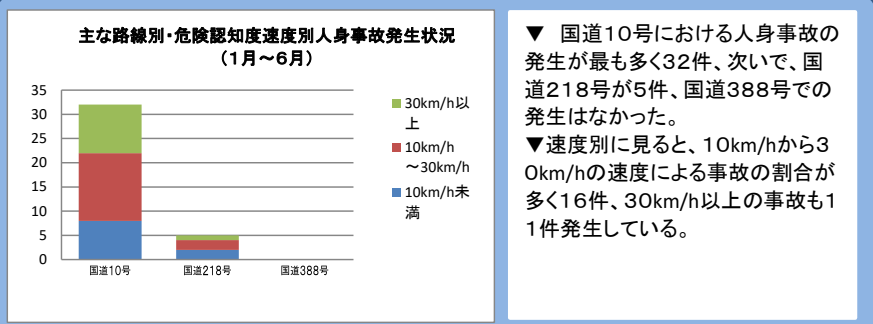 主な路線別・危険認知度速度別人身事故発生状況
（1月～6月）
35
30
25
20
15
10
5
0
国道10号
国道218号
国道388号
30km/h以
上
10km/h
～30km/h
10km/h未
満
▼　国道１０号における人身事故の
発生が最も多く３２件、次いで、国
道２１８号が５件、国道３８８号での
発生はなかった。
▼速度別に見ると、１０km/hから３
０km/hの速度による事故の割合が
多く１６件、３０km/h以上の事故も１
１件発生している。